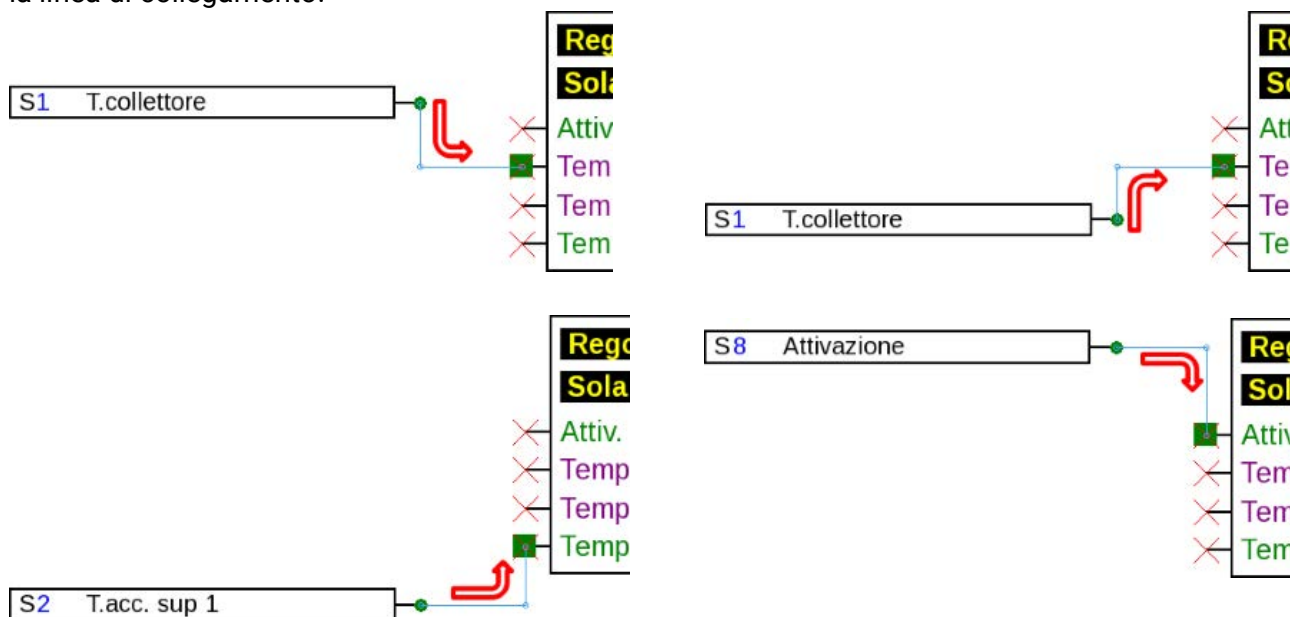 la linea di collegamento.
Reg
Sola
S1 T.collettore
Attiv
Tem
Tem
Tem
Re
So
Att
Te
S1 T.collettore
Te
Te
Rego
Sola
Attiv.
Temp
Temp
Temp
S2 T.acc. sup 1
S8 Attivazione
Reg
Sol
Attiv
Tem
Tem
Tem